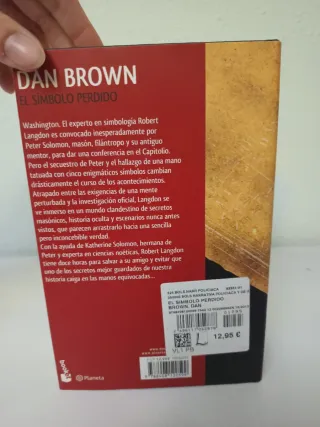 DAN BROWN
EL SÍMBOLO PERDIDO
Washington. El experto en simbología Robert
Langdon es convocado inesperadamente por
Peter Solomon, masón, filántropo y su antiguo
mentor, para dar una conferencia en el Capitolio.
Pero el secuestro de Peter y el hallazgo de una mano
tatuada con cinco enigmáticos símbolos cambian
drásticamente el curso de los acontecimientos.
Atrapado entre las exigencias de una mente
perturbada y la investigación oficial, Langdon se
ve inmerso en un mundo clandestino de secretos
masónicos, historia oculta y escenarios nunca antes
vistos, que parecen arrastrarlo hacia una sencilla
pero inconcebible verdad.
Con la ayuda de Katherine Solomon, hermana de
Peter y experta en ciencias noéticas, Robert Langdon
tiene doce horas para salvar a su amigo y evitar que
uno de los secretos mejor guardados de nuestra
historia caiga en las manos equivocadas...
EL SIMBOLO PERDIDO
BROWN, DAN
12,95 €
booket
Planeta